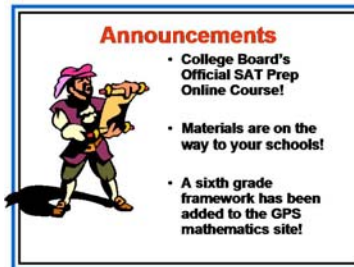 Announcements
• College Board's
Official SAT Prep
Online Course!
• Materials are on the
way to your schools!
• A sixth grade
framework has been
added to the GPS
mathematics site!